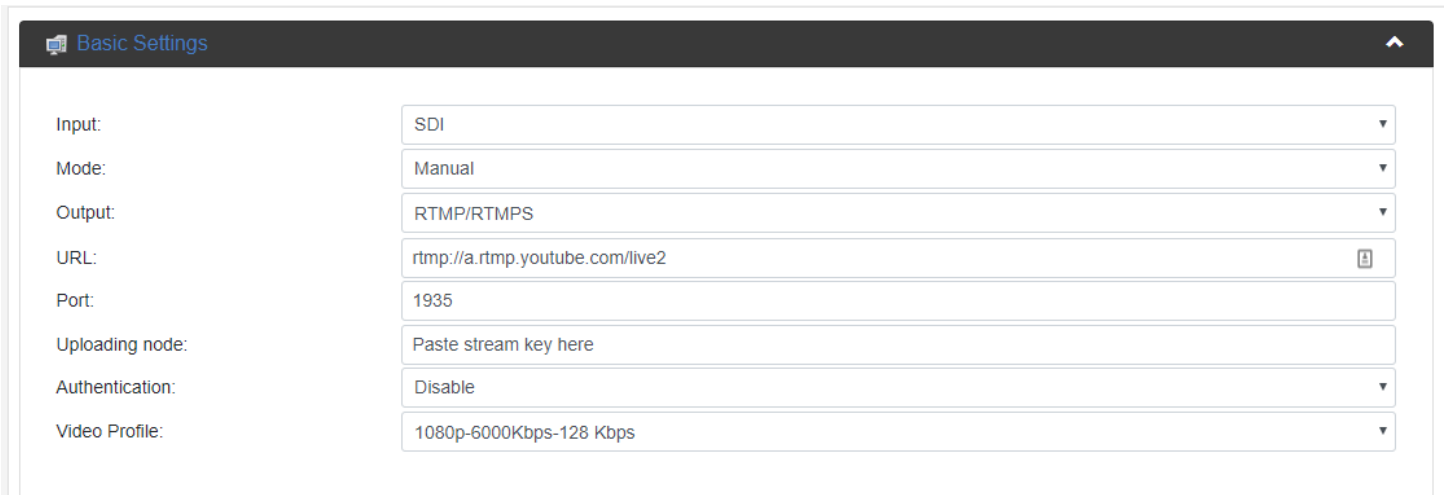 Basic Settings
Input: SDI
Mode: Manual
Output: RTMP/RTMPS
URL: rtmp://a.rtmp.youtube.com/live2
Port: 1935
Uploading node: Paste stream key here
Authentication: Disable
Video Profile: 1080p-6000Kbps-128 Kbps